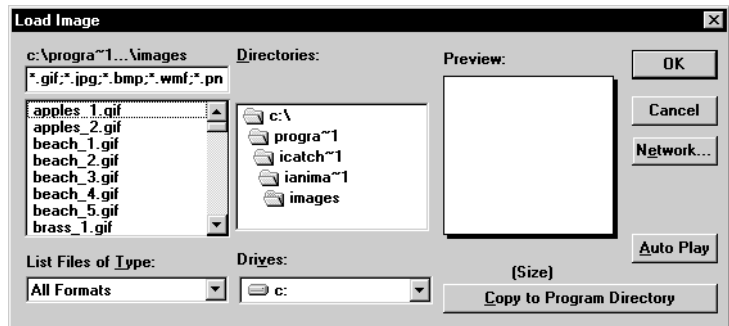 Load Image
c:\progra~1...\images
*.gif;*.jpg;*.bmp;*.wmf;*.pn
apples_1.gif
apples_2.gif
beach_1.gif
beach_2.gif
beach_3.gif
beach_4.gif
beach_5.gif
brass_1.gif
List Files of Type:
All Formats
Directories:
c:\
progra~1
icatch~1
ianima~1
images
Drives:
c:
Preview:
(Size)
Copy to Program Directory
OK
Cancel
Network...
Auto Play